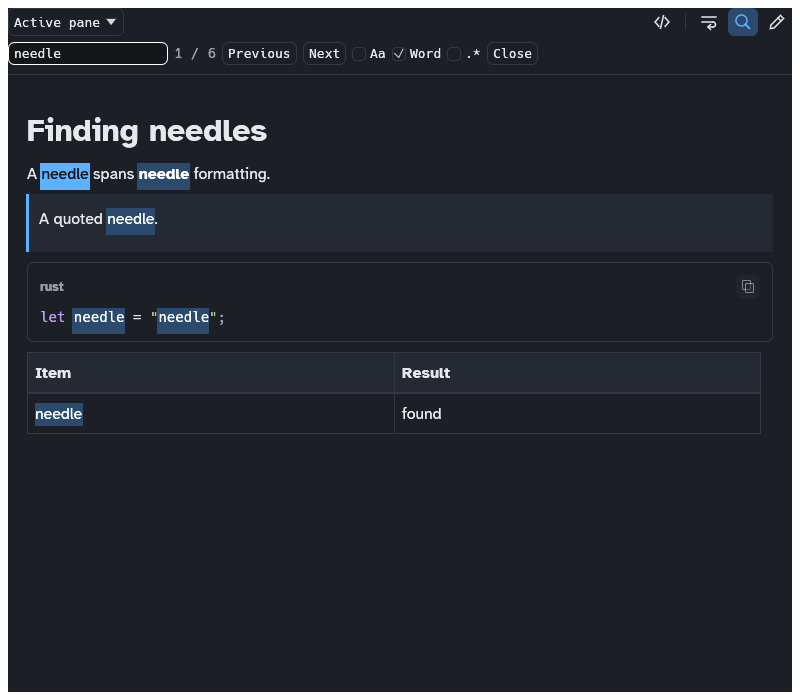 Active pane
needle 1 / 6 Previous Next Aa Word .* Close
Finding needles
A needle spans needle formatting.
A quoted needle.
rust
let needle = "needle";
Item Result
needle found